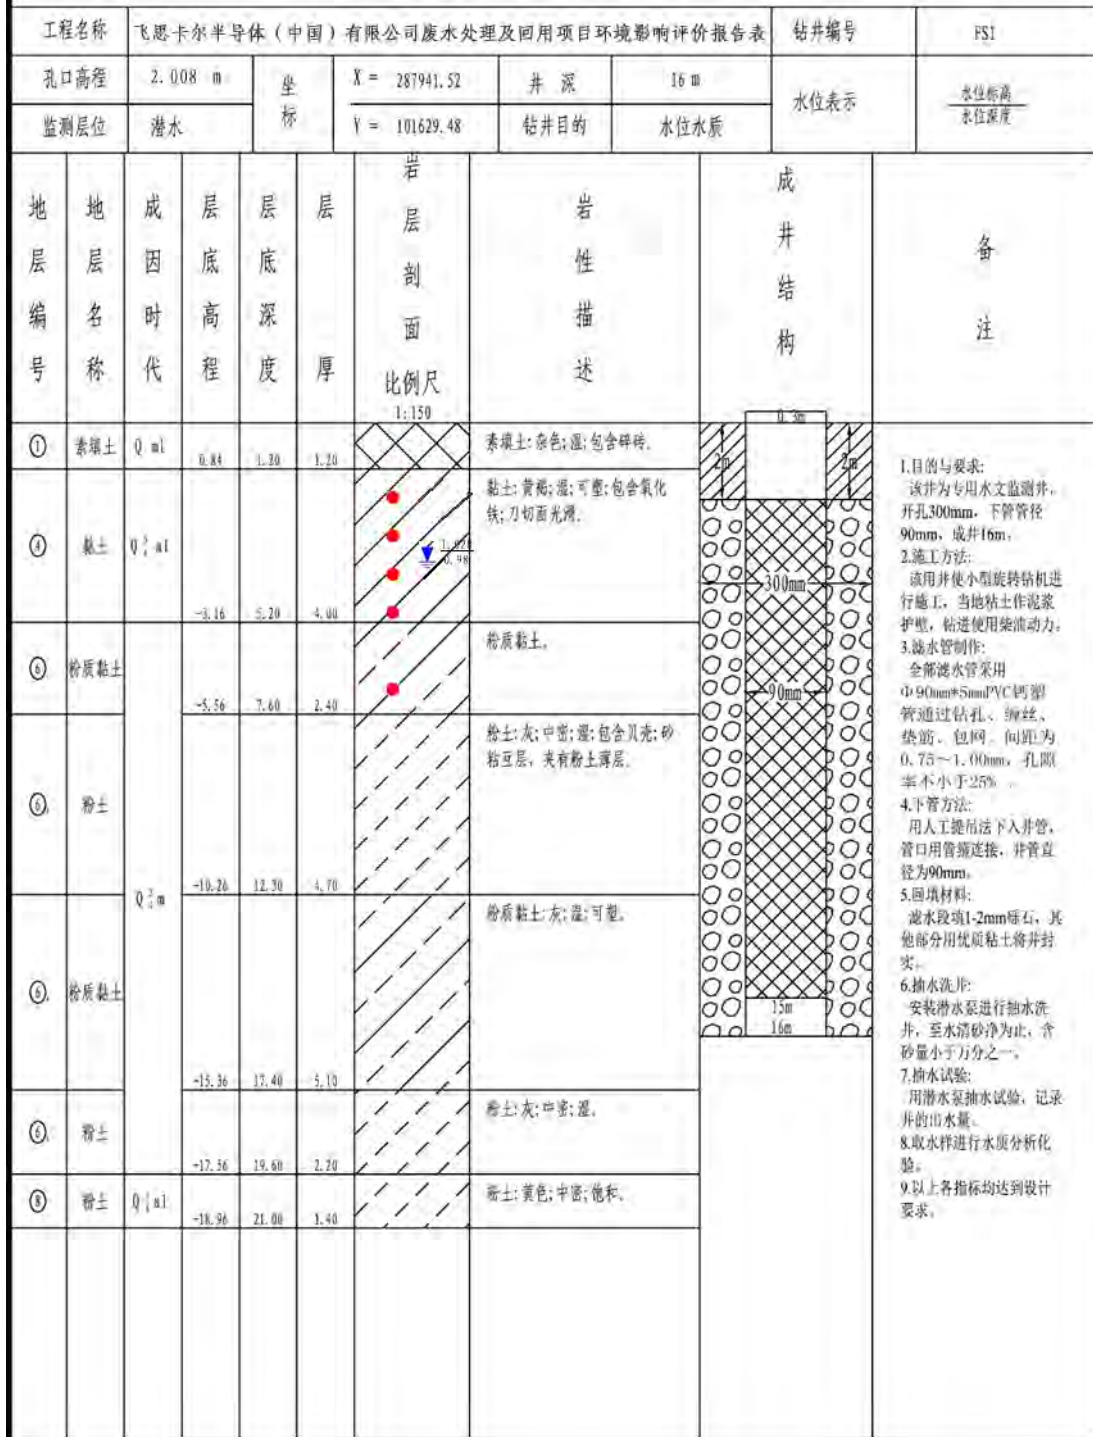 工程名称 飞思卡尔半导体（中国）有限公司废水处理及回用项目环境影响评价报告表 钻井编号 FS1
孔口高程 2.008 m 坐标 X = 287941.52 井 深 16 m 水位表示 水位标高 水位深度
监测层位 潜水 Y = 101629.48 钻井目的 水位水质
地层编号 地层名称 成因时代 层底高程 层底深度 层厚 岩层剖面 比例尺 1:150 岩性描述 成井结构 备注
0.3m
① 素填土 Q ml 0.84 1.20 1.20 素填土:杂色;湿;包含碎砖.
2m 2m
④ 黏土 -3.16 5.20 4.00
黏土:黄褐;湿;可塑;包含氧化
铁;刀切面光滑.
300mm
⑥ 粉质黏土 -5.56 7.60 2.40 粉质黏土.
90mm
⑥ 粉土 -10.26 12.30 4.70
粉土:灰;中密;湿;包含贝壳;砂
粘互层，夹有粉土薄层.
⑥ 粉质黏土 -15.36 17.40 5.10 粉质黏土:灰;湿;可塑.
15m
16m
⑥ 粉土 -17.56 19.60 2.20 粉土:灰;中密;湿.
⑧ 粉土 -18.96 21.00 1.40 粉土:黄色;中密;饱和.
1.目的与要求:
该井为专用水文监测井，
开孔300mm，下管管径
90mm，成井16m。
2.施工方法:
该用井使小型旋转钻机进
行施工，当地粘土作泥浆
护壁，钻进使用柴油动力。
3.滤水管制作:
全部滤水管采用
Φ90mm*5mmPVC钙塑
管通过钻孔、缠丝、
垫筋、包网、间距为
0.75～1.00mm，孔隙
率不小于25%。
4.下管方法:
用人工提吊法下入井管，
管口用管箍连接，井管直
径为90mm。
5.回填材料:
滤水段填1-2mm砾石，其
他部分用优质粘土将井封
实。
6.抽水洗井:
安装潜水泵进行抽水洗
井，至水清砂净为止，含
砂量小于万分之一。
7.抽水试验:
用潜水泵抽水试验，记录
井的出水量。
8.取水样进行水质分析化
验。
9.以上各指标均达到设计
要求。